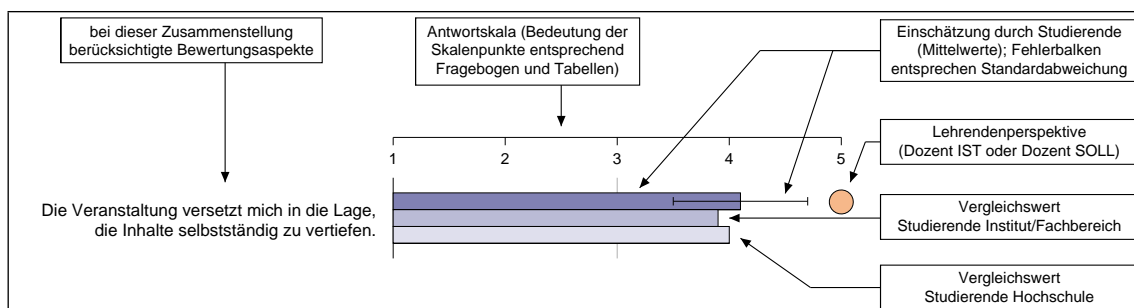 bei dieser Zusammenstellung
berücksichtigte Bewertungsaspekte
Antwortskala (Bedeutung der
Skalenpunkte entsprechend
Fragebogen und Tabellen)
Einschätzung durch Studierende
(Mittelwerte); Fehlerbalken
entsprechen Standardabweichung
1 2 3 4 5
Lehrendenperspektive
(Dozent IST oder Dozent SOLL)
Die Veranstaltung versetzt mich in die Lage,
die Inhalte selbstständig zu vertiefen.
Vergleichswert
Studierende Institut/Fachbereich
Vergleichswert
Studierende Hochschule